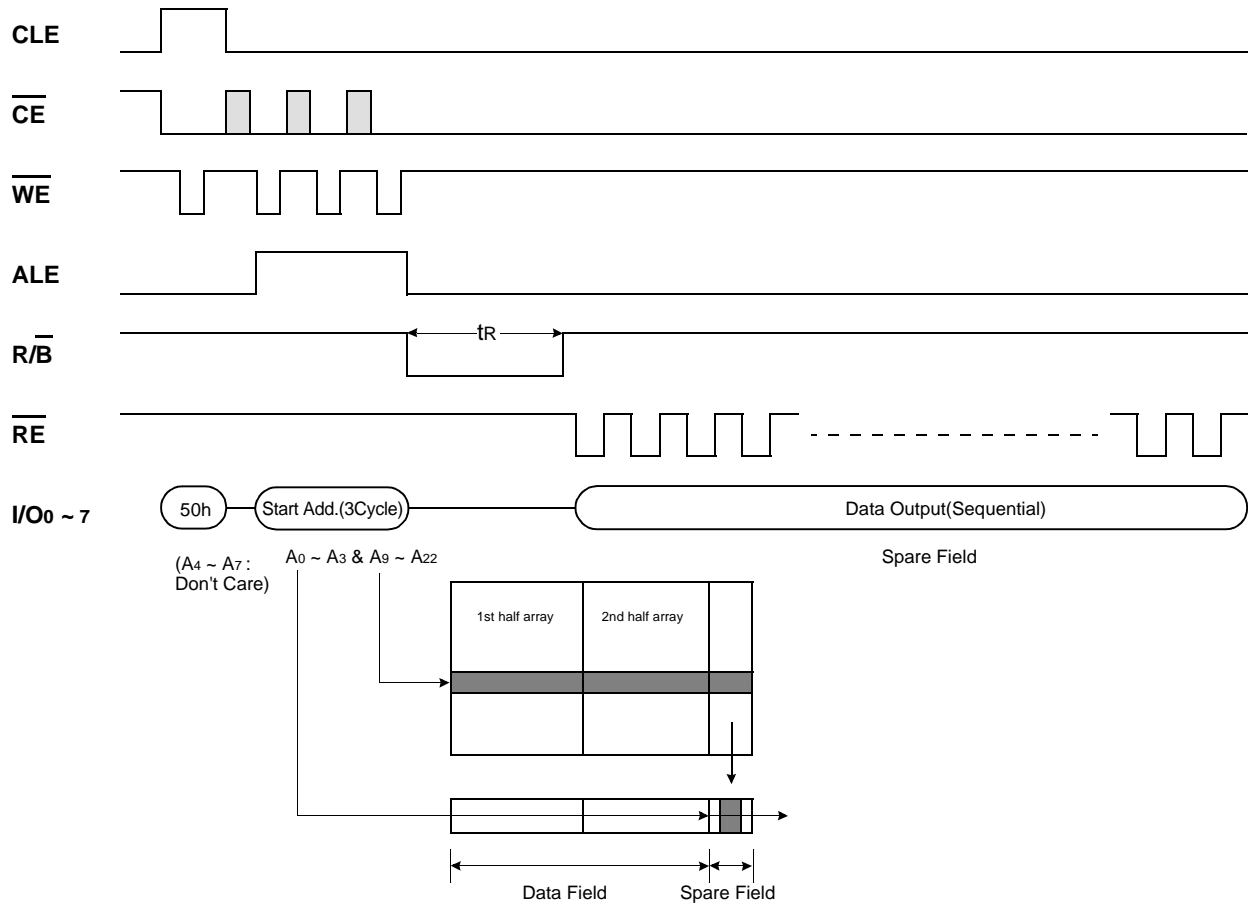 CLE
CE
WE
ALE
tR
R/B
RE
I/O0 ~ 7
50h
Start Add.(3Cycle)
Data Output(Sequential)
A0 ~ A3 & A9 ~ A22
Spare Field
(A4 ~ A7 :
Don't Care)
1st half array
2nd half array
Data Field
Spare Field